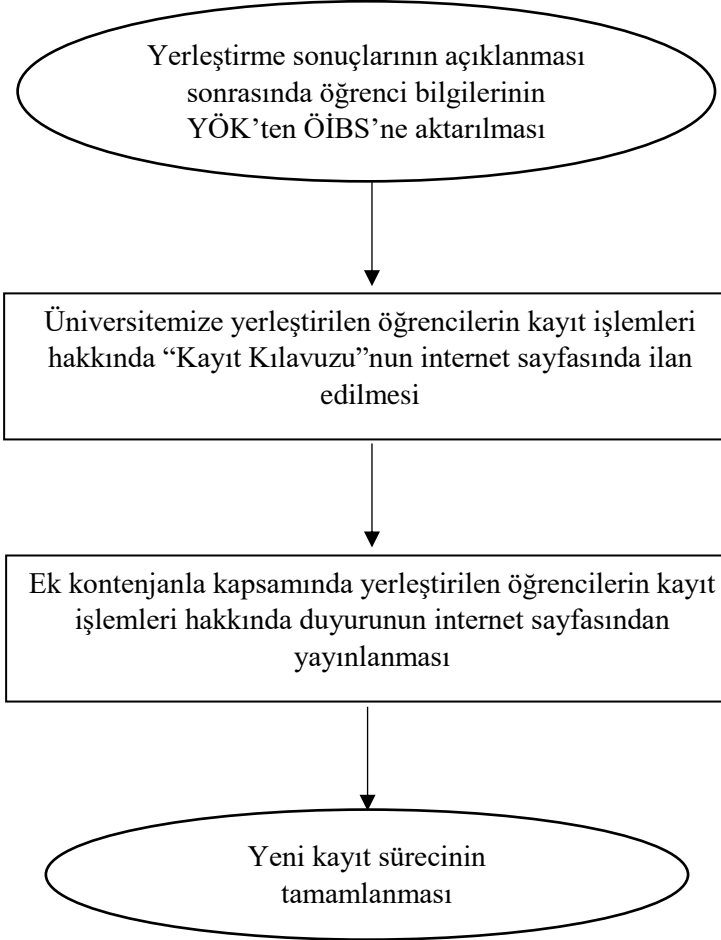 Yerleştirme sonuçlarının açıklanması
sonrasında öğrenci bilgilerinin
YÖK’ten ÖİBS’ne aktarılması
Üniversitemize yerleştirilen öğrencilerin kayıt işlemleri
hakkında “Kayıt Kılavuzu”nun internet sayfasında ilan
edilmesi
Ek kontenjanla kapsamında yerleştirilen öğrencilerin kayıt
işlemleri hakkında duyurunun internet sayfasından
yayınlanması
Yeni kayıt sürecinin
tamamlanması